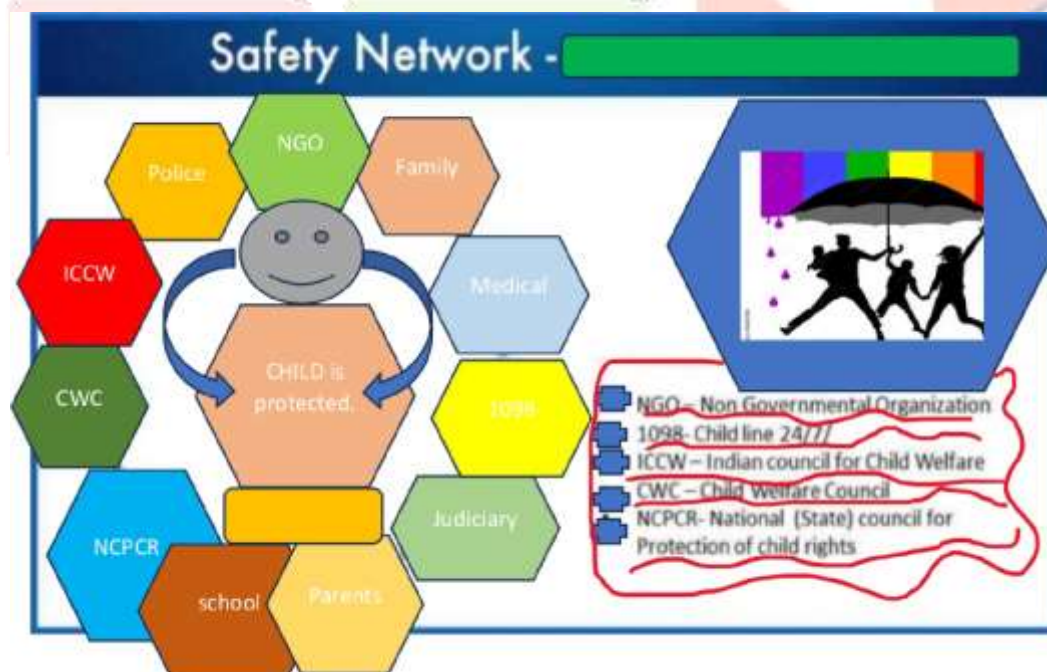 Safety Network -
NGO
Police
Family
ICCW
Medical
CHILD is
protected,
CWC
1098
Judiciary
NCPCR
school
Parents
NGO – Non Governmental Organization
1098- Child line 24/7/
ICCW – Indian council for Child Welfare
CWC – Child Welfare Council
NCPCR- National (State) council for
Protection of child rights